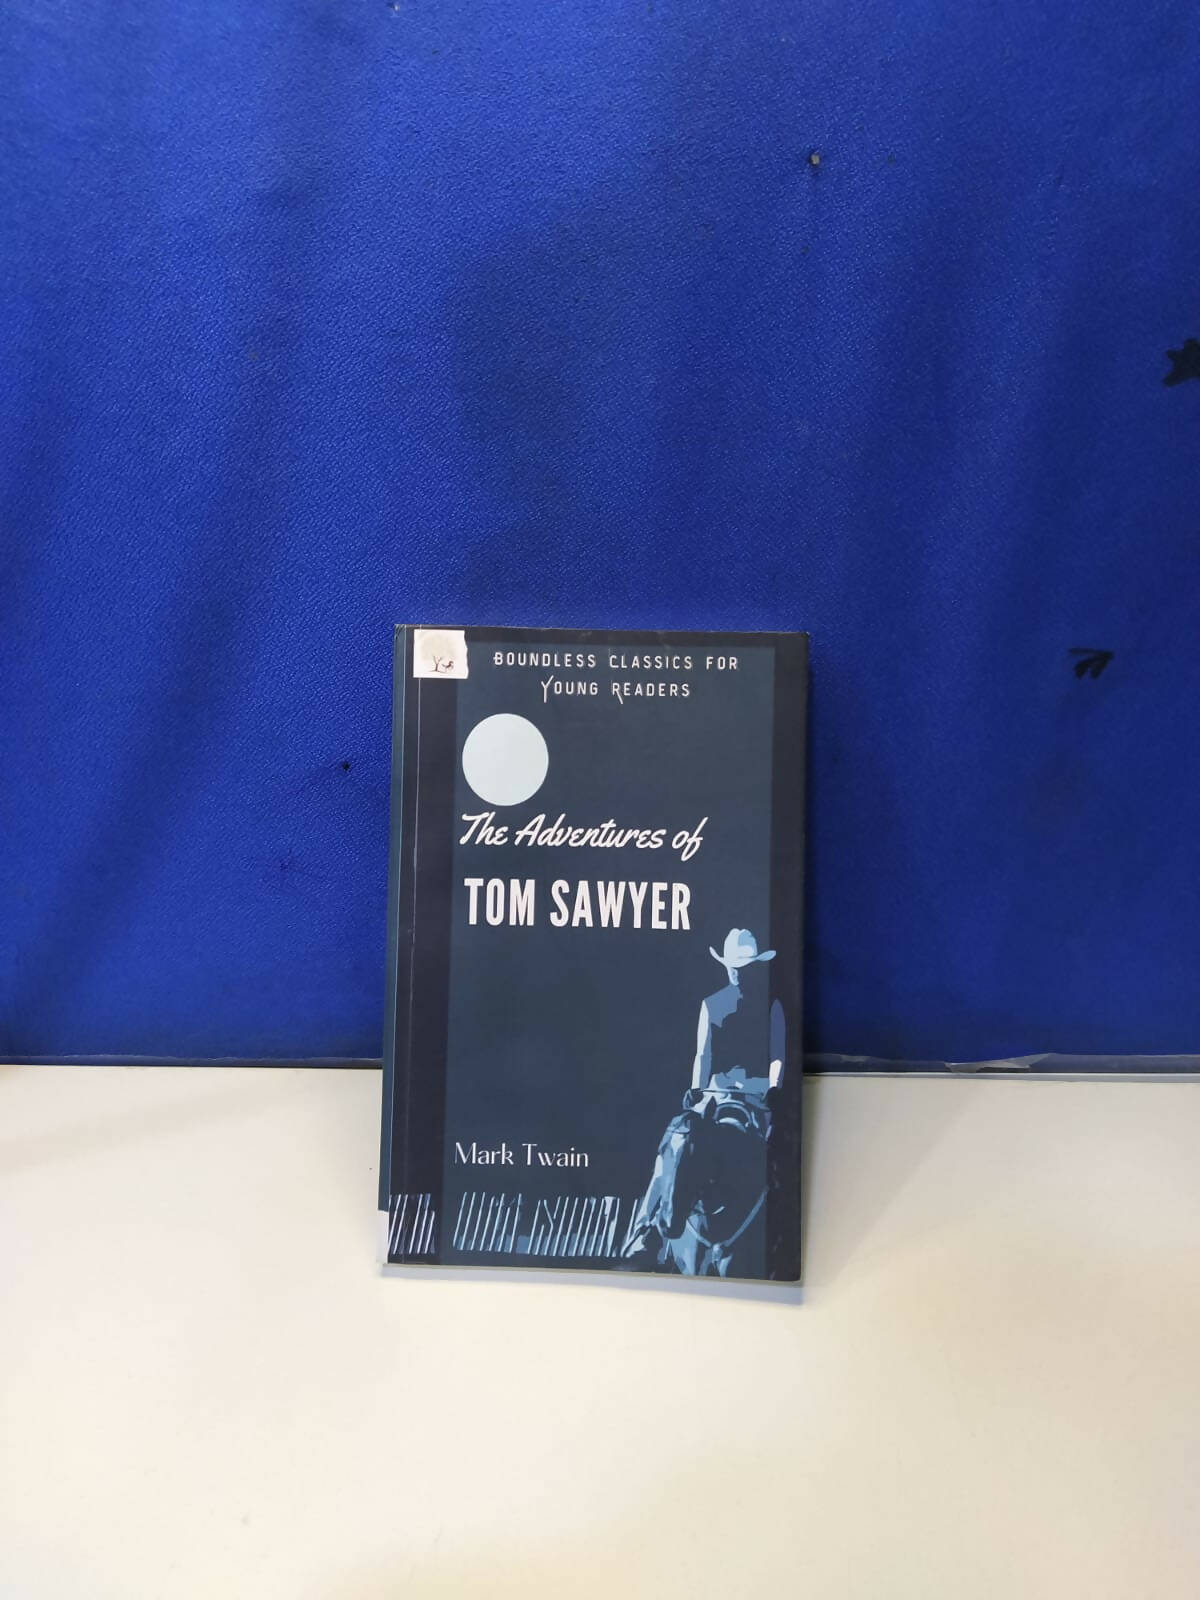 BOUNDLESS CLASSICS FOR
YOUNG READERS
The Adventures of
TOM SAWYER
Mark Twain